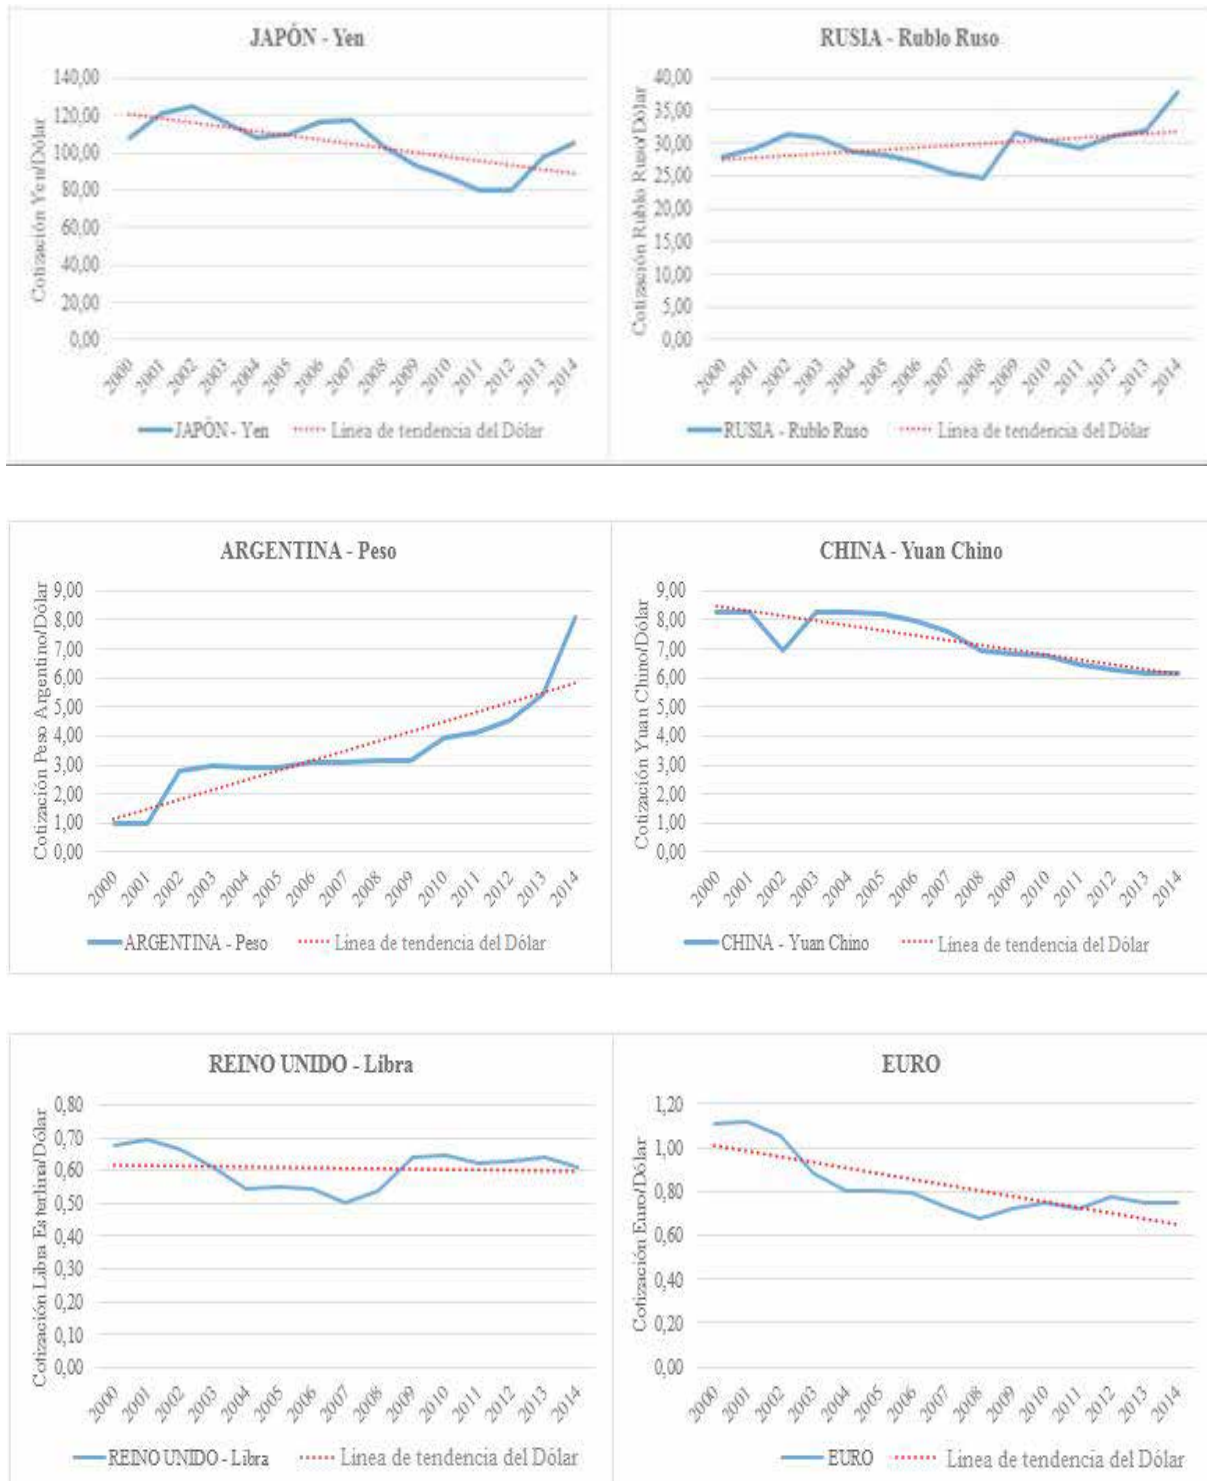 JAPÓN - Yen
Cotización Yen/Dólar
140,00
120,00
100,00
80,00
60,00
40,00
20,00
0,00
2000 2001 2002 2003 2004 2005 2006 2007 2008 2009 2010 2011 2012 2013 2014
JAPÓN - Yen Línea de tendencia del Dólar
RUSIA - Rublo Ruso
Cotización Rublo Ruso/Dólar
40,00
35,00
30,00
25,00
20,00
15,00
10,00
5,00
0,00
2000 2001 2002 2003 2004 2005 2006 2007 2008 2009 2010 2011 2012 2013 2014
RUSIA - Rublo Ruso Línea de tendencia del Dólar
ARGENTINA - Peso
Cotización Peso Argentino/Dólar
9,00
8,00
7,00
6,00
5,00
4,00
3,00
2,00
1,00
0,00
2000 2001 2002 2003 2004 2005 2006 2007 2008 2009 2010 2011 2012 2013 2014
ARGENTINA - Peso Línea de tendencia del Dólar
CHINA - Yuan Chino
Cotización Yuan Chino/Dólar
9,00
8,00
7,00
6,00
5,00
4,00
3,00
2,00
1,00
0,00
2000 2001 2002 2003 2004 2005 2006 2007 2008 2009 2010 2011 2012 2013 2014
CHINA - Yuan Chino Línea de tendencia del Dólar
REINO UNIDO - Libra
Cotización Libra Esterlina/Dólar
0,80
0,70
0,60
0,50
0,40
0,30
0,20
0,10
0,00
2000 2001 2002 2003 2004 2005 2006 2007 2008 2009 2010 2011 2012 2013 2014
REINO UNIDO - Libra Línea de tendencia del Dólar
EURO
Cotización Euro/Dólar
1,20
1,00
0,80
0,60
0,40
0,20
0,00
2000 2001 2002 2003 2004 2005 2006 2007 2008 2009 2010 2011 2012 2013 2014
EURO Línea de tendencia del Dólar